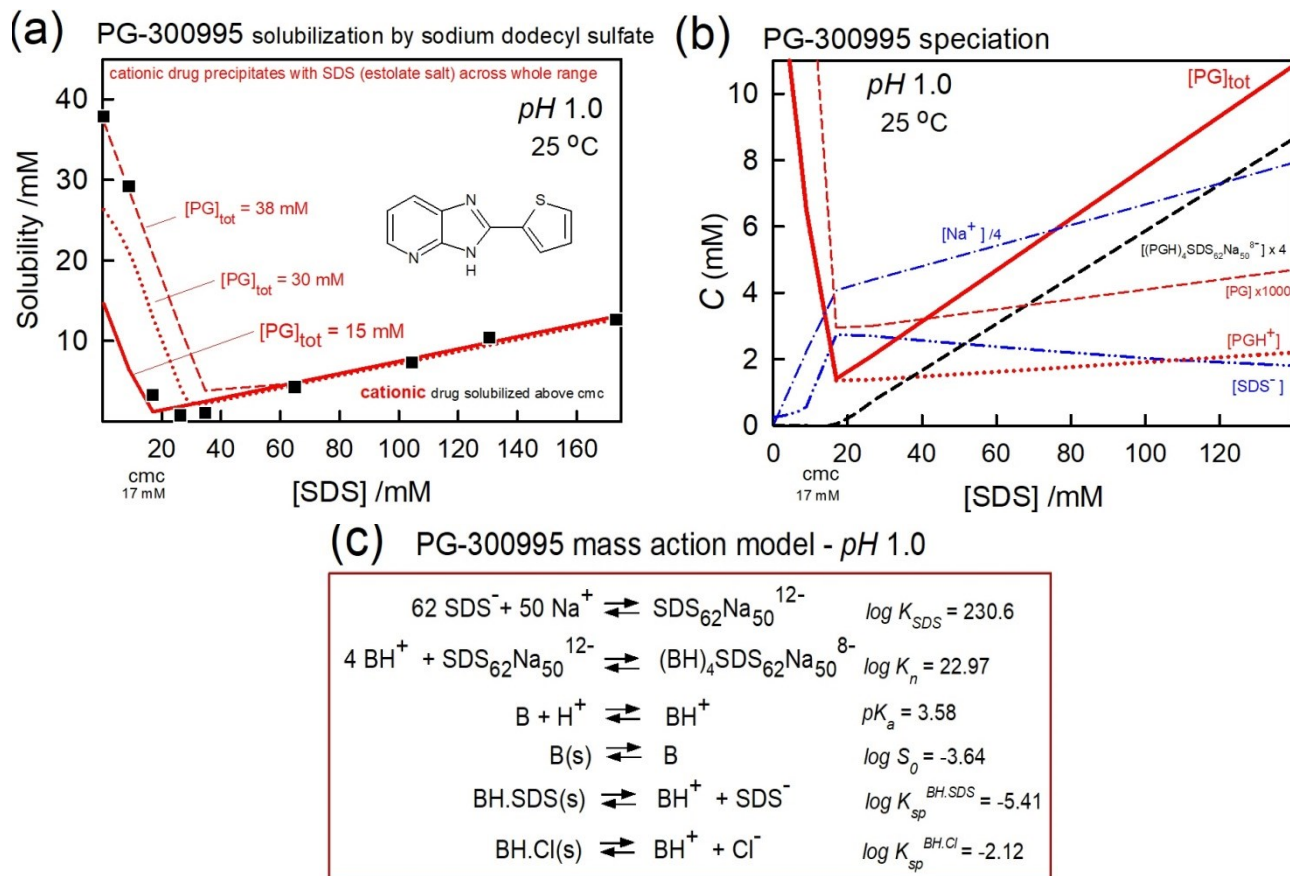 (a) PG-300995 solubilization by sodium dodecyl sulfate
cationic drug precipitates with SDS (estolate salt) across whole range
pH 1.0
25 °C
40
30
20
10
Solubility /mM
[PG]tot = 38 mM
[PG]tot = 30 mM
[PG]tot = 15 mM
N
N
N
H
S
cationic drug solubilized above cmc
20 40 60 80 100 120 140 160
cmc
17 mM
[SDS] /mM
(b) PG-300995 speciation
pH 1.0
25 °C
[PG]tot
10
8
6
4
2
0
C (mM)
[Na+] /4
[(PGH)4SDS62Na50 8-] x 4
[PG] x1000
[PGH+]
[SDS-]
0 20 40 60 80 100 120
cmc
17 mM
[SDS] /mM
(c) PG-300995 mass action model - pH 1.0
62 SDS- + 50 Na+ ⇌ SDS62Na50 12- log KSDS = 230.6
4 BH+ + SDS62Na50 12- ⇌ (BH)4SDS62Na50 8- log Kn = 22.97
B + H+ ⇌ BH+ pKa = 3.58
B(s) ⇌ B log S0 = -3.64
BH.SDS(s) ⇌ BH+ + SDS- log Ksp BH.SDS = -5.41
BH.Cl(s) ⇌ BH+ + Cl- log Ksp BH.Cl = -2.12